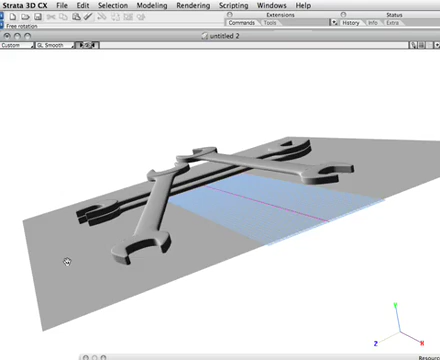 Strata 3D CX File Edit Selection Modeling Rendering Scripting Windows Help
Free rotation
Extensions
Status
Commands Tools
History Info Extra
untitled 2
Custom GL Smooth
Y
Z X
Resour